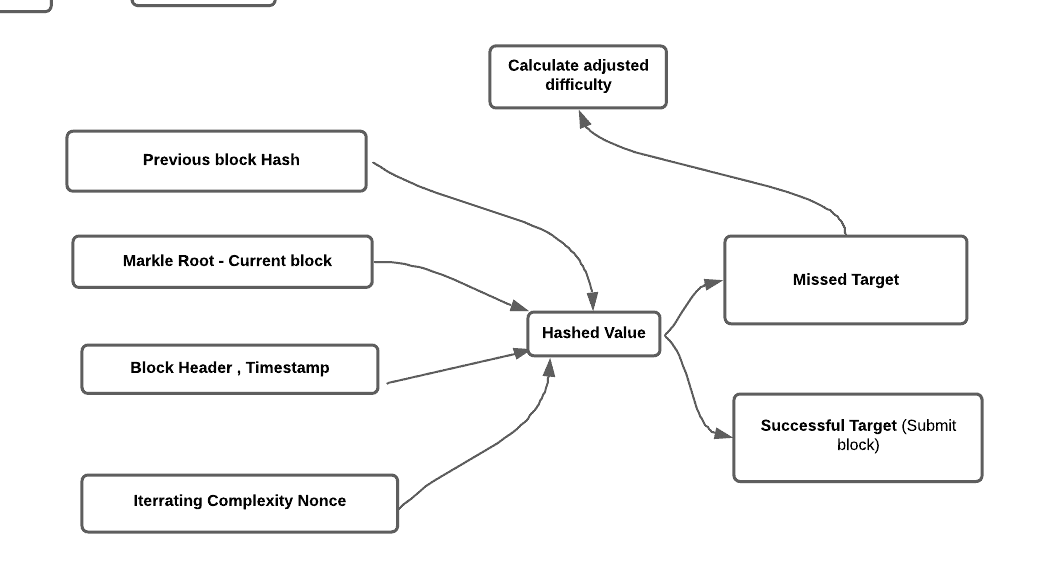 Calculate adjusted
difficulty
Previous block Hash
Markle Root - Current block
Block Header , Timestamp
Iterrating Complexity Nonce
Hashed Value
Missed Target
Successful Target (Submit
block)